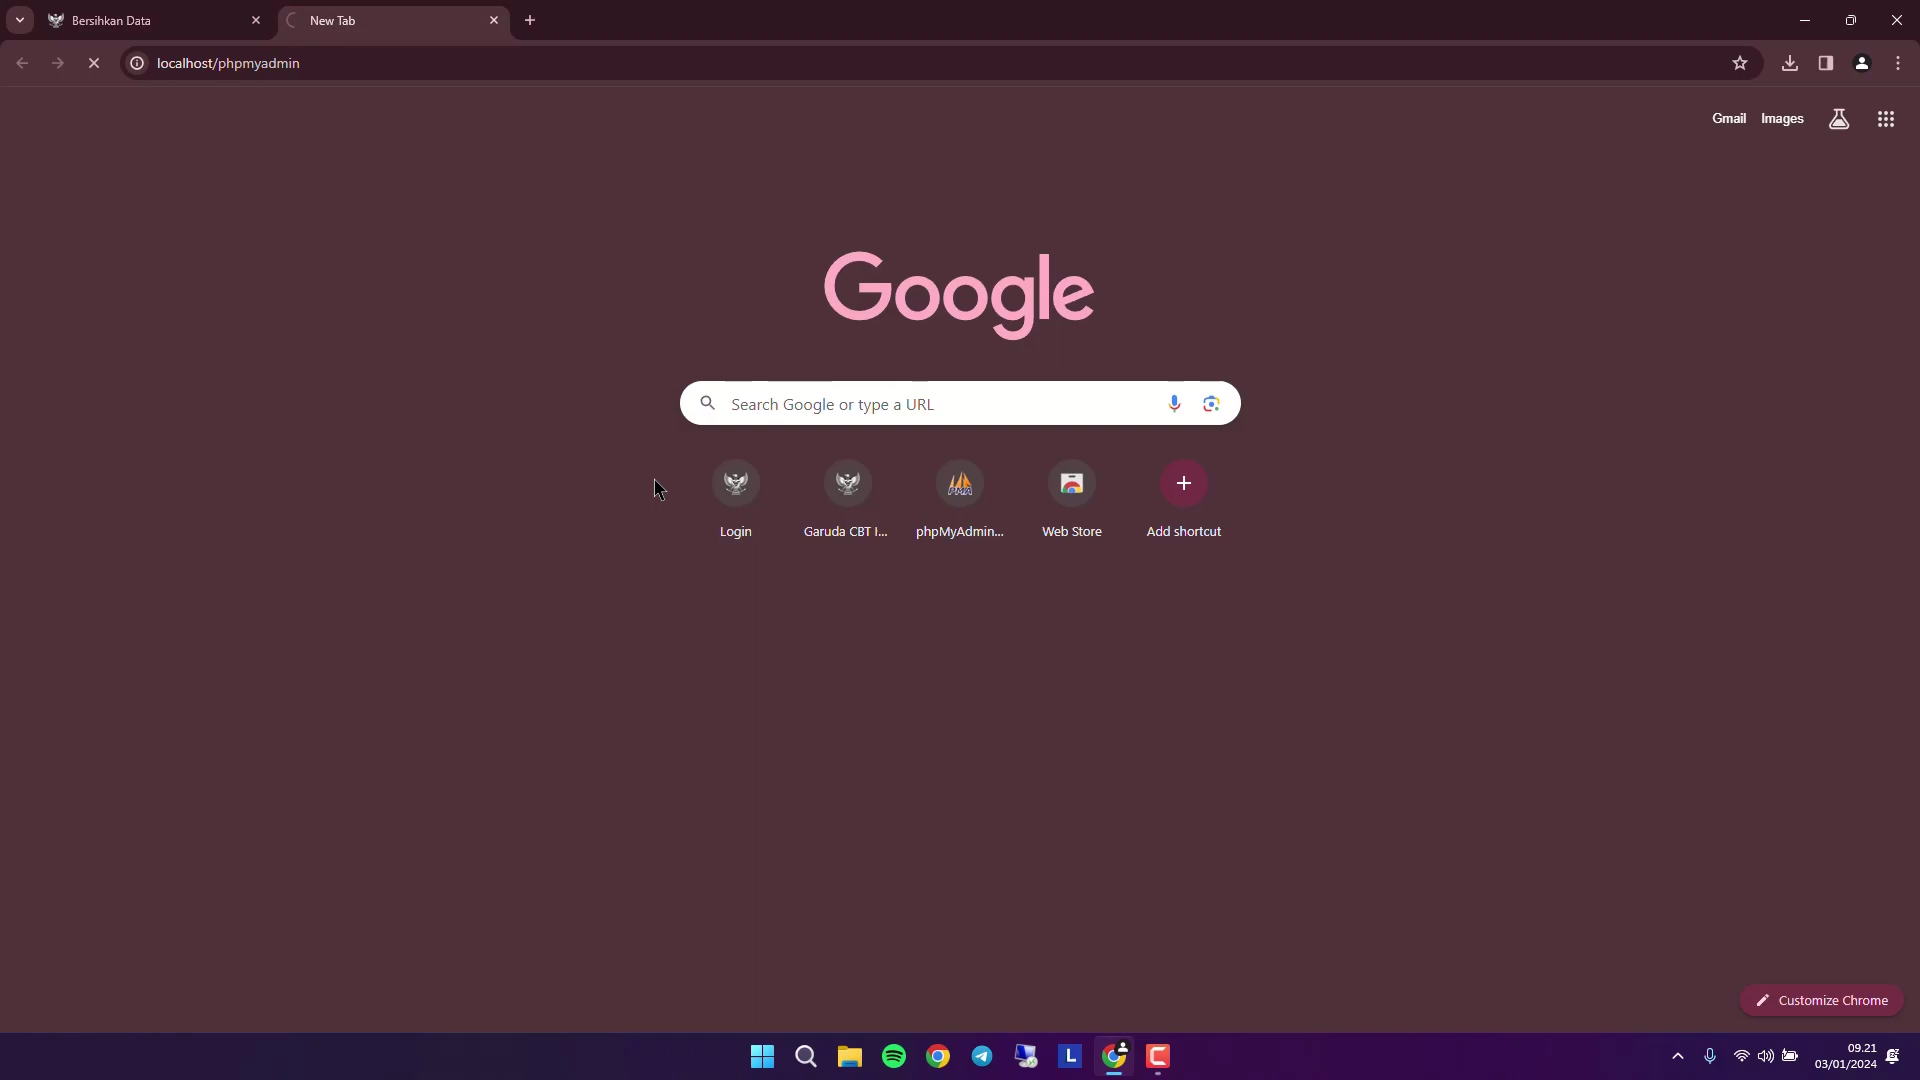 Bersihkan Data
New Tab
localhost/phpmyadmin
Gmail Images
Google
Search Google or type a URL
PMA
Login Garuda CBT I... phpMyAdmin... Web Store Add shortcut
Customize Chrome
L
C
09.21
03/01/2024